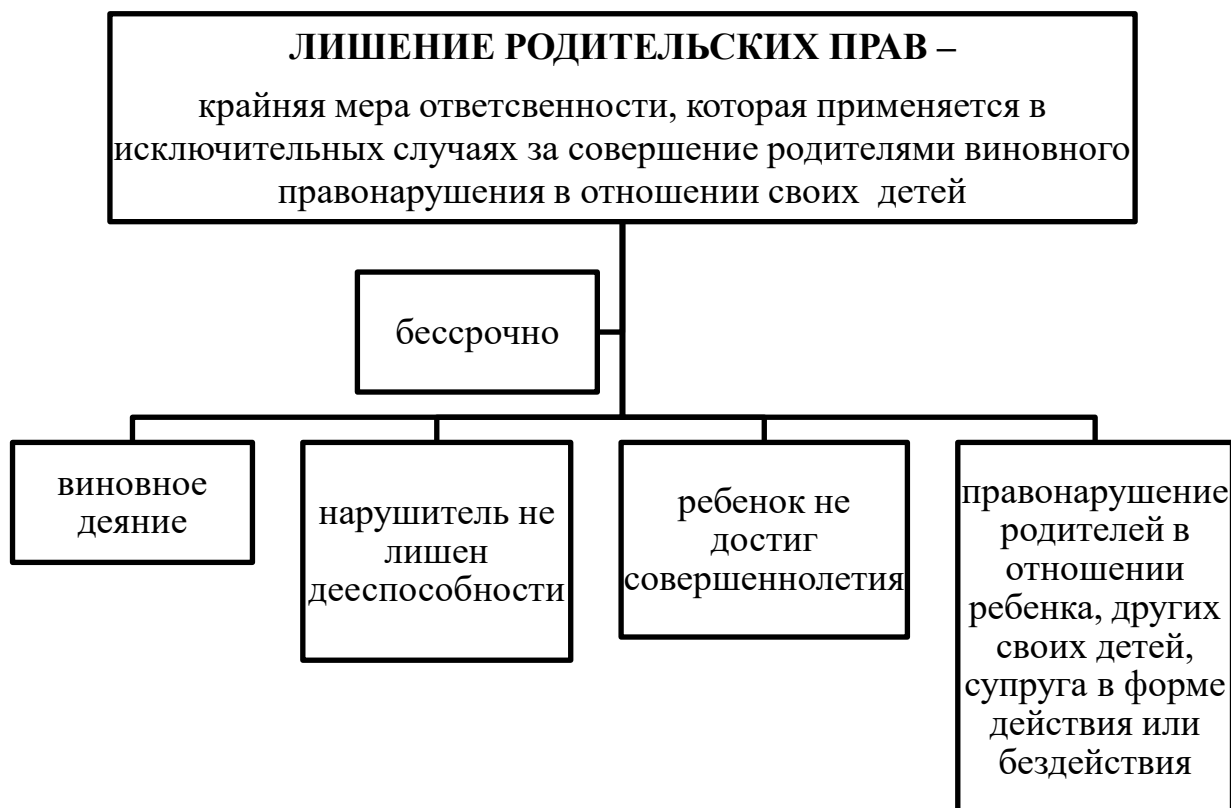 ЛИШЕНИЕ РОДИТЕЛЬСКИХ ПРАВ –
крайняя мера ответсвенности, которая применяется в
исключительных случаях за совершение родителями виновного
правонарушения в отношении своих детей
бессрочно
виновное
деяние
нарушитель не
лишен
дееспособности
ребенок не
достиг
совершеннолетия
правонарушение
родителей в
отношении
ребенка, других
своих детей,
супруга в форме
действия или
бездействия